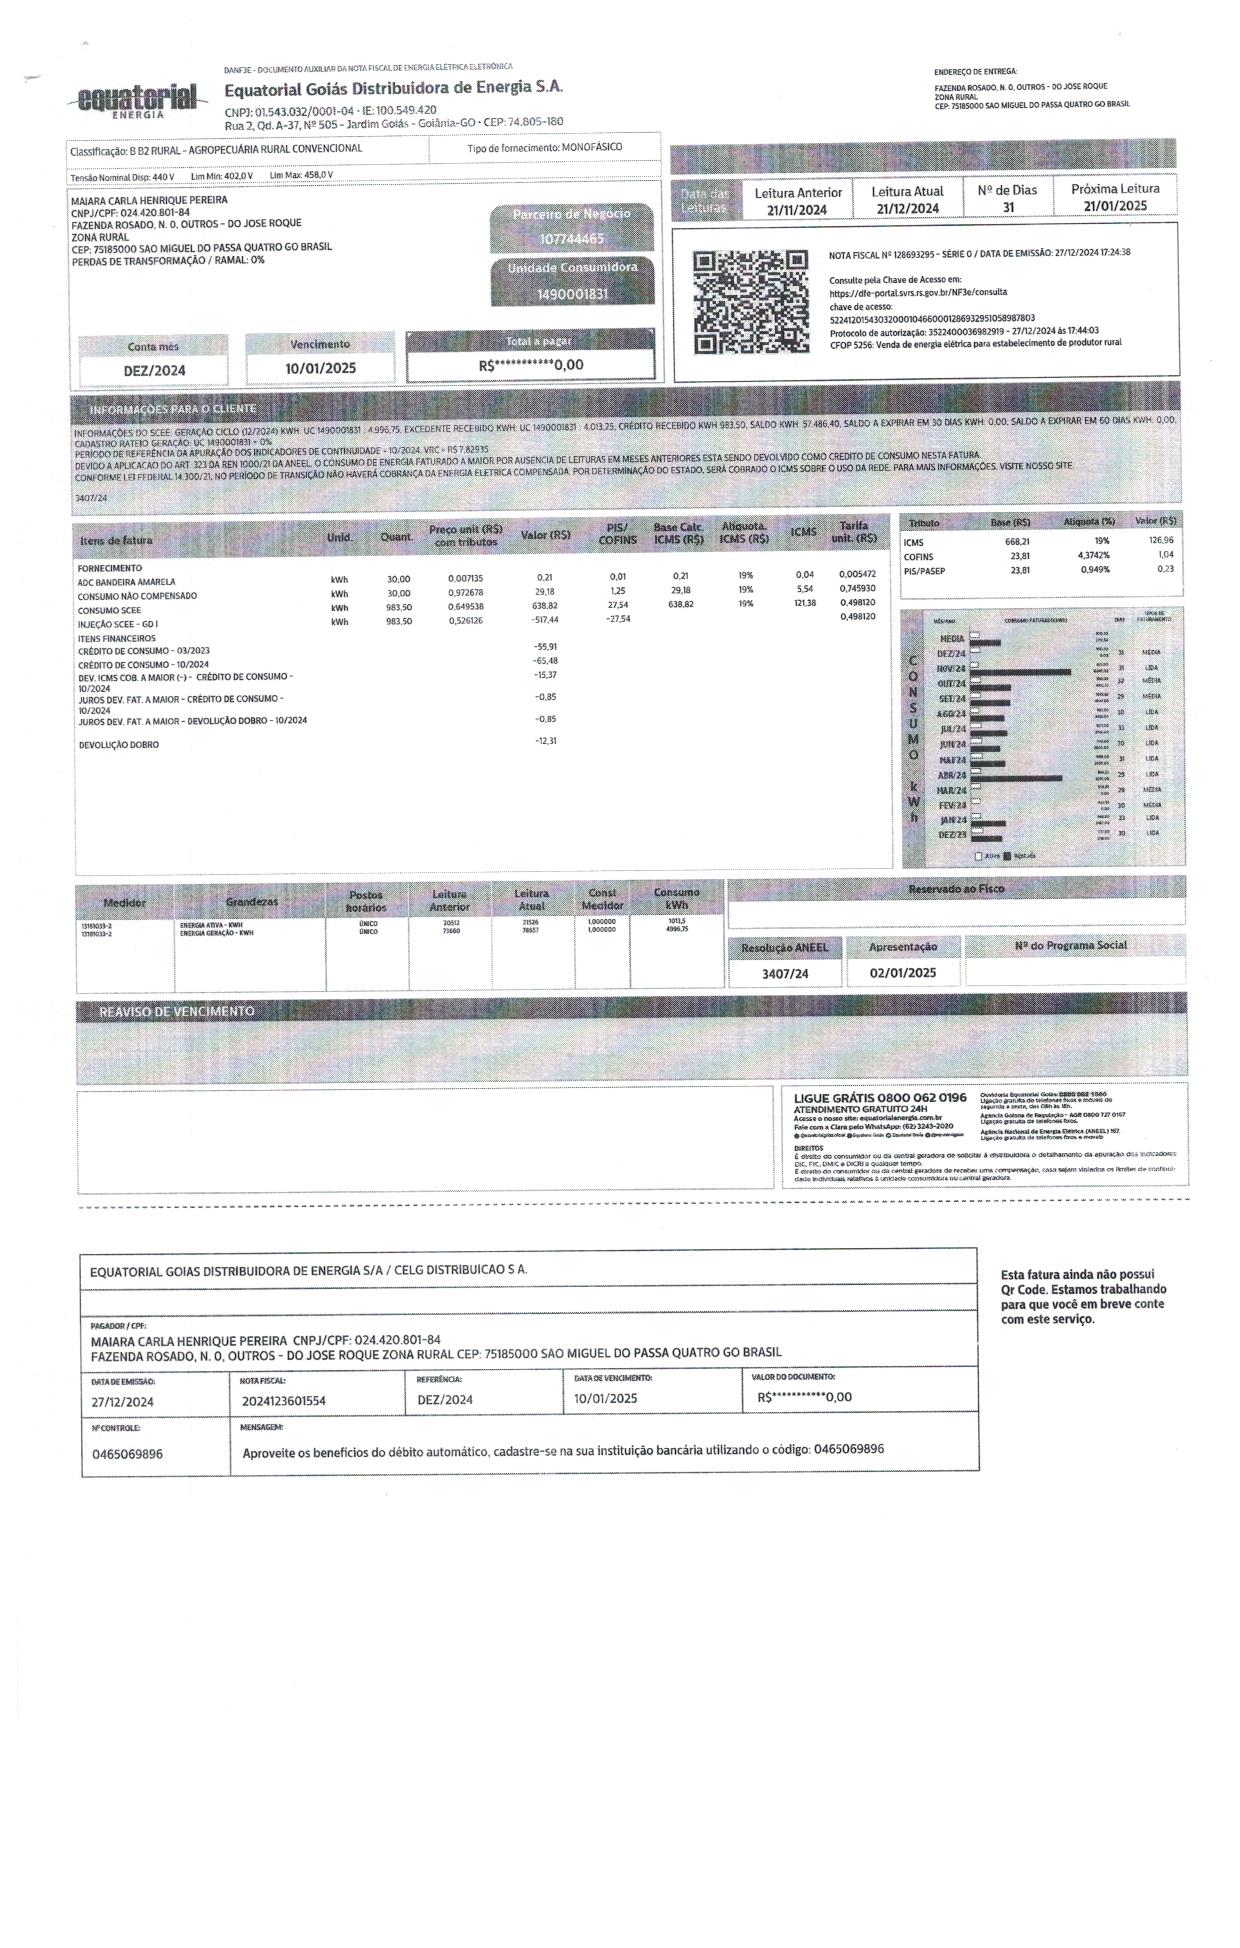 DANF3E - DOCUMENTO AUXILIAR DA NOTA FISCAL DE ENERGIA ELÉTRICA ELETRÔNICA
equatorial
ENERGIA
Equatorial Goiás Distribuidora de Energia S.A.
CNPJ: 01.543.032/0001-04 - IE: 100.549.420
Rua 2, Qd. A-37, Nº 505 - Jardim Goiás - Goiânia-GO - CEP: 74.805-180
ENDEREÇO DE ENTREGA:
FAZENDA ROSADO, N. 0, OUTROS - DO JOSE ROQUE
ZONA RURAL
CEP: 75185000 SAO MIGUEL DO PASSA QUATRO GO BRASIL
Classificação: B B2 RURAL - AGROPECUÁRIA RURAL CONVENCIONAL
Tipo de fornecimento: MONOFÁSICO
Tensão Nominal Disp: 440 V Lim Min: 402,0 V Lim Max: 458,0 V
MAIARA CARLA HENRIQUE PEREIRA
CNPJ/CPF: 024.420.801-84
FAZENDA ROSADO, N. 0, OUTROS - DO JOSE ROQUE
ZONA RURAL
CEP: 75185000 SAO MIGUEL DO PASSA QUATRO GO BRASIL
PERDAS DE TRANSFORMAÇÃO / RAMAL: 0%
Parceiro de Negócio
107744465
Unidade Consumidora
1490001831
Conta mês
DEZ/2024
Vencimento
10/01/2025
Total a pagar
R$***********0,00
Data das Leituras
Leitura Anterior
21/11/2024
Leitura Atual
21/12/2024
Nº de Dias
31
Próxima Leitura
21/01/2025
NOTA FISCAL Nº 128693295 - SÉRIE 0 / DATA DE EMISSÃO: 27/12/2024 17:24:38
Consulte pela Chave de Acesso em:
https://dfe-portal.svrs.rs.gov.br/NF3e/consulta
chave de acesso:
52241201543032000104660001286932951058987803
Protocolo de autorização: 3522400036982919 - 27/12/2024 às 17:44:03
CFOP 5256: Venda de energia elétrica para estabelecimento de produtor rural
INFORMAÇÕES PARA O CLIENTE
INFORMAÇÕES DO SCEE: GERAÇÃO CICLO (12/2024) KWH: UC 1490001831 : 4.996,75, EXCEDENTE RECEBIDO KWH: UC 1490001831 : 4.013,25, CRÉDITO RECEBIDO KWH 983,50, SALDO KWH: 57.486,40, SALDO A EXPIRAR EM 30 DIAS KWH: 0,00, SALDO A EXPIRAR EM 60 DIAS KWH: 0,00,
CADASTRO RATEIO GERAÇÃO: UC 1490001831 = 0%
PERÍODO DE REFERÊNCIA DA APURAÇÃO DOS INDICADORES DE CONTINUIDADE - 10/2024, VRC = R$ 7,82935
DEVIDO A APLICACAO DO ART. 323 DA REN 1000/21 DA ANEEL, O CONSUMO DE ENERGIA FATURADO A MAIOR POR AUSENCIA DE LEITURAS EM MESES ANTERIORES ESTA SENDO DEVOLVIDO COMO CREDITO DE CONSUMO NESTA FATURA.
CONFORME LEI FEDERAL 14.300/21, NO PERÍODO DE TRANSIÇÃO NÃO HAVERÁ COBRANÇA DA ENERGIA ELETRICA COMPENSADA. POR DETERMINAÇÃO DO ESTADO, SERÁ COBRADO O ICMS SOBRE O USO DA REDE. PARA MAIS INFORMAÇÕES, VISITE NOSSO SITE.
3407/24
Itens de fatura Unid. Quant. Preço unit (R$) com tributos Valor (R$) PIS/COFINS Base Calc. ICMS (R$) Alíquota. ICMS (R$) ICMS Tarifa unit. (R$)
FORNECIMENTO
ADC BANDEIRA AMARELA kWh 30,00 0,007135 0,21 0,01 0,21 19% 0,04 0,005472
CONSUMO NÃO COMPENSADO kWh 30,00 0,972678 29,18 1,25 29,18 19% 5,54 0,745930
CONSUMO SCEE kWh 983,50 0,649538 638,82 27,54 638,82 19% 121,38 0,498120
INJEÇÃO SCEE - GD I kWh 983,50 0,526126 -517,44 -27,54 0,498120
ITENS FINANCEIROS
CRÉDITO DE CONSUMO - 03/2023 -55,91
CRÉDITO DE CONSUMO - 10/2024 -65,48
DEV. ICMS COB. A MAIOR (-) - CRÉDITO DE CONSUMO - -15,37
10/2024
JUROS DEV. FAT. A MAIOR - CRÉDITO DE CONSUMO - -0,85
10/2024
JUROS DEV. FAT. A MAIOR - DEVOLUÇÃO DOBRO - 10/2024 -0,85
DEVOLUÇÃO DOBRO -12,31
Tributo Base (R$) Alíquota (%) Valor (R$)
ICMS 668,21 19% 126,96
COFINS 23,81 4,3742% 1,04
PIS/PASEP 23,81 0,949% 0,23
CONSUMO kWh
MÊS/ANO CONSUMO FATURADO(KWH) DIAS TIPOS DE FATURAMENTO
MÉDIA
DEZ/24 31 MÉDIA
NOV/24 31 LIDA
OUT/24 32 MÉDIA
SET/24 29 MÉDIA
AGO/24 30 LIDA
JUL/24 33 LIDA
JUN/24 30 LIDA
MAI/24 31 LIDA
ABR/24 29 LIDA
MAR/24 29 MÉDIA
FEV/24 30 MÉDIA
JAN/24 33 LIDA
DEZ/23 30 LIDA
Medidor Grandezas Postos horários Leitura Anterior Leitura Atual Const Medidor Consumo kWh
13181033-2 ENERGIA ATIVA - KWH ÚNICO 20512 21526 1,000000 1013,5
13181033-2 ENERGIA GERAÇÃO - KWH ÚNICO 73660 78657 1,000000 4996,75
Reservado ao Fisco
Resolução ANEEL
3407/24
Apresentação
02/01/2025
Nº do Programa Social
REAVISO DE VENCIMENTO
LIGUE GRÁTIS 0800 062 0196
ATENDIMENTO GRATUITO 24H
Acesse o nosso site: equatorialenergia.com.br
Fale com a Clara pelo WhatsApp: (62) 3243-2020
Ouvidoria Equatorial Goiás: 0800 062 1500
Ligação gratuita de telefones fixos e móveis de
segunda a sexta, das 08h às 18h.
Agência Goiana de Regulação - AGR 0800 727 0167
Ligação gratuita de telefones fixos.
Agência Nacional de Energia Elétrica (ANEEL) 167.
Ligação gratuita de telefones fixos e móveis
DIREITOS
É direito do consumidor ou da central geradora de solicitar à distribuidora o detalhamento da apuração dos indicadores
DIC, FIC, DMIC e DICRI a qualquer tempo.
É direito do consumidor ou da central geradora de receber uma compensação, caso sejam violados os limites de continui-
dade individuais relativos à unidade consumidora ou central geradora.
EQUATORIAL GOIAS DISTRIBUIDORA DE ENERGIA S/A / CELG DISTRIBUICAO S A.
PAGADOR / CPF:
MAIARA CARLA HENRIQUE PEREIRA CNPJ/CPF: 024.420.801-84
FAZENDA ROSADO, N. 0, OUTROS - DO JOSE ROQUE ZONA RURAL CEP: 75185000 SAO MIGUEL DO PASSA QUATRO GO BRASIL
DATA DE EMISSÃO:
27/12/2024
NOTA FISCAL:
2024123601554
REFERÊNCIA:
DEZ/2024
DATA DE VENCIMENTO:
10/01/2025
VALOR DO DOCUMENTO:
R$***********0,00
Nº CONTROLE:
0465069896
MENSAGEM:
Aproveite os benefícios do débito automático, cadastre-se na sua instituição bancária utilizando o código: 0465069896
Esta fatura ainda não possui
Qr Code. Estamos trabalhando
para que você em breve conte
com este serviço.